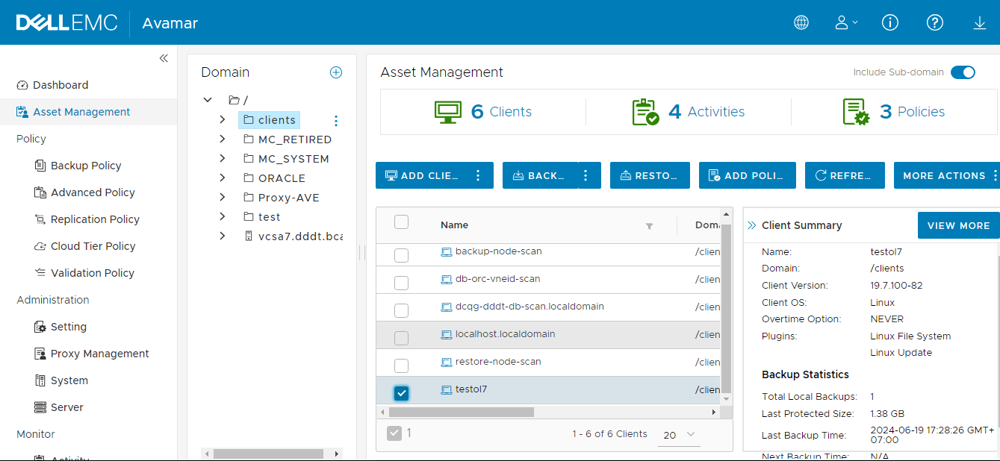 DELLEMC Avamar
Dashboard
Asset Management
Policy
Backup Policy
Advanced Policy
Replication Policy
Cloud Tier Policy
Validation Policy
Administration
Setting
Proxy Management
System
Server
Monitor
Activity
Domain
/
clients
MC_RETIRED
MC_SYSTEM
ORACLE
Proxy-AVE
test
vcsa7.dddt.bca
Asset Management
Include Sub-domain
6 Clients
4 Activities
3 Policies
ADD CLIE...
BACK...
RESTO...
ADD POLI...
REFRE...
MORE ACTIONS
Name Doma
backup-node-scan /clien
db-orc-vneid-scan /clien
dcqg-dddt-db-scan.localdomain /clien
localhost.localdomain /clien
restore-node-scan /clien
testol7 /clien
1
1 - 6 of 6 Clients 20
Client Summary
VIEW MORE
Name: testol7
Domain: /clients
Client Version: 19.7.100-82
Client OS: Linux
Overtime Option: NEVER
Plugins: Linux File System
Linux Update
Backup Statistics
Total Local Backups: 1
Last Protected Size: 1.38 GB
Last Backup Time: 2024-06-19 17:28:26 GMT+
07:00
Next Backup Time: N/A